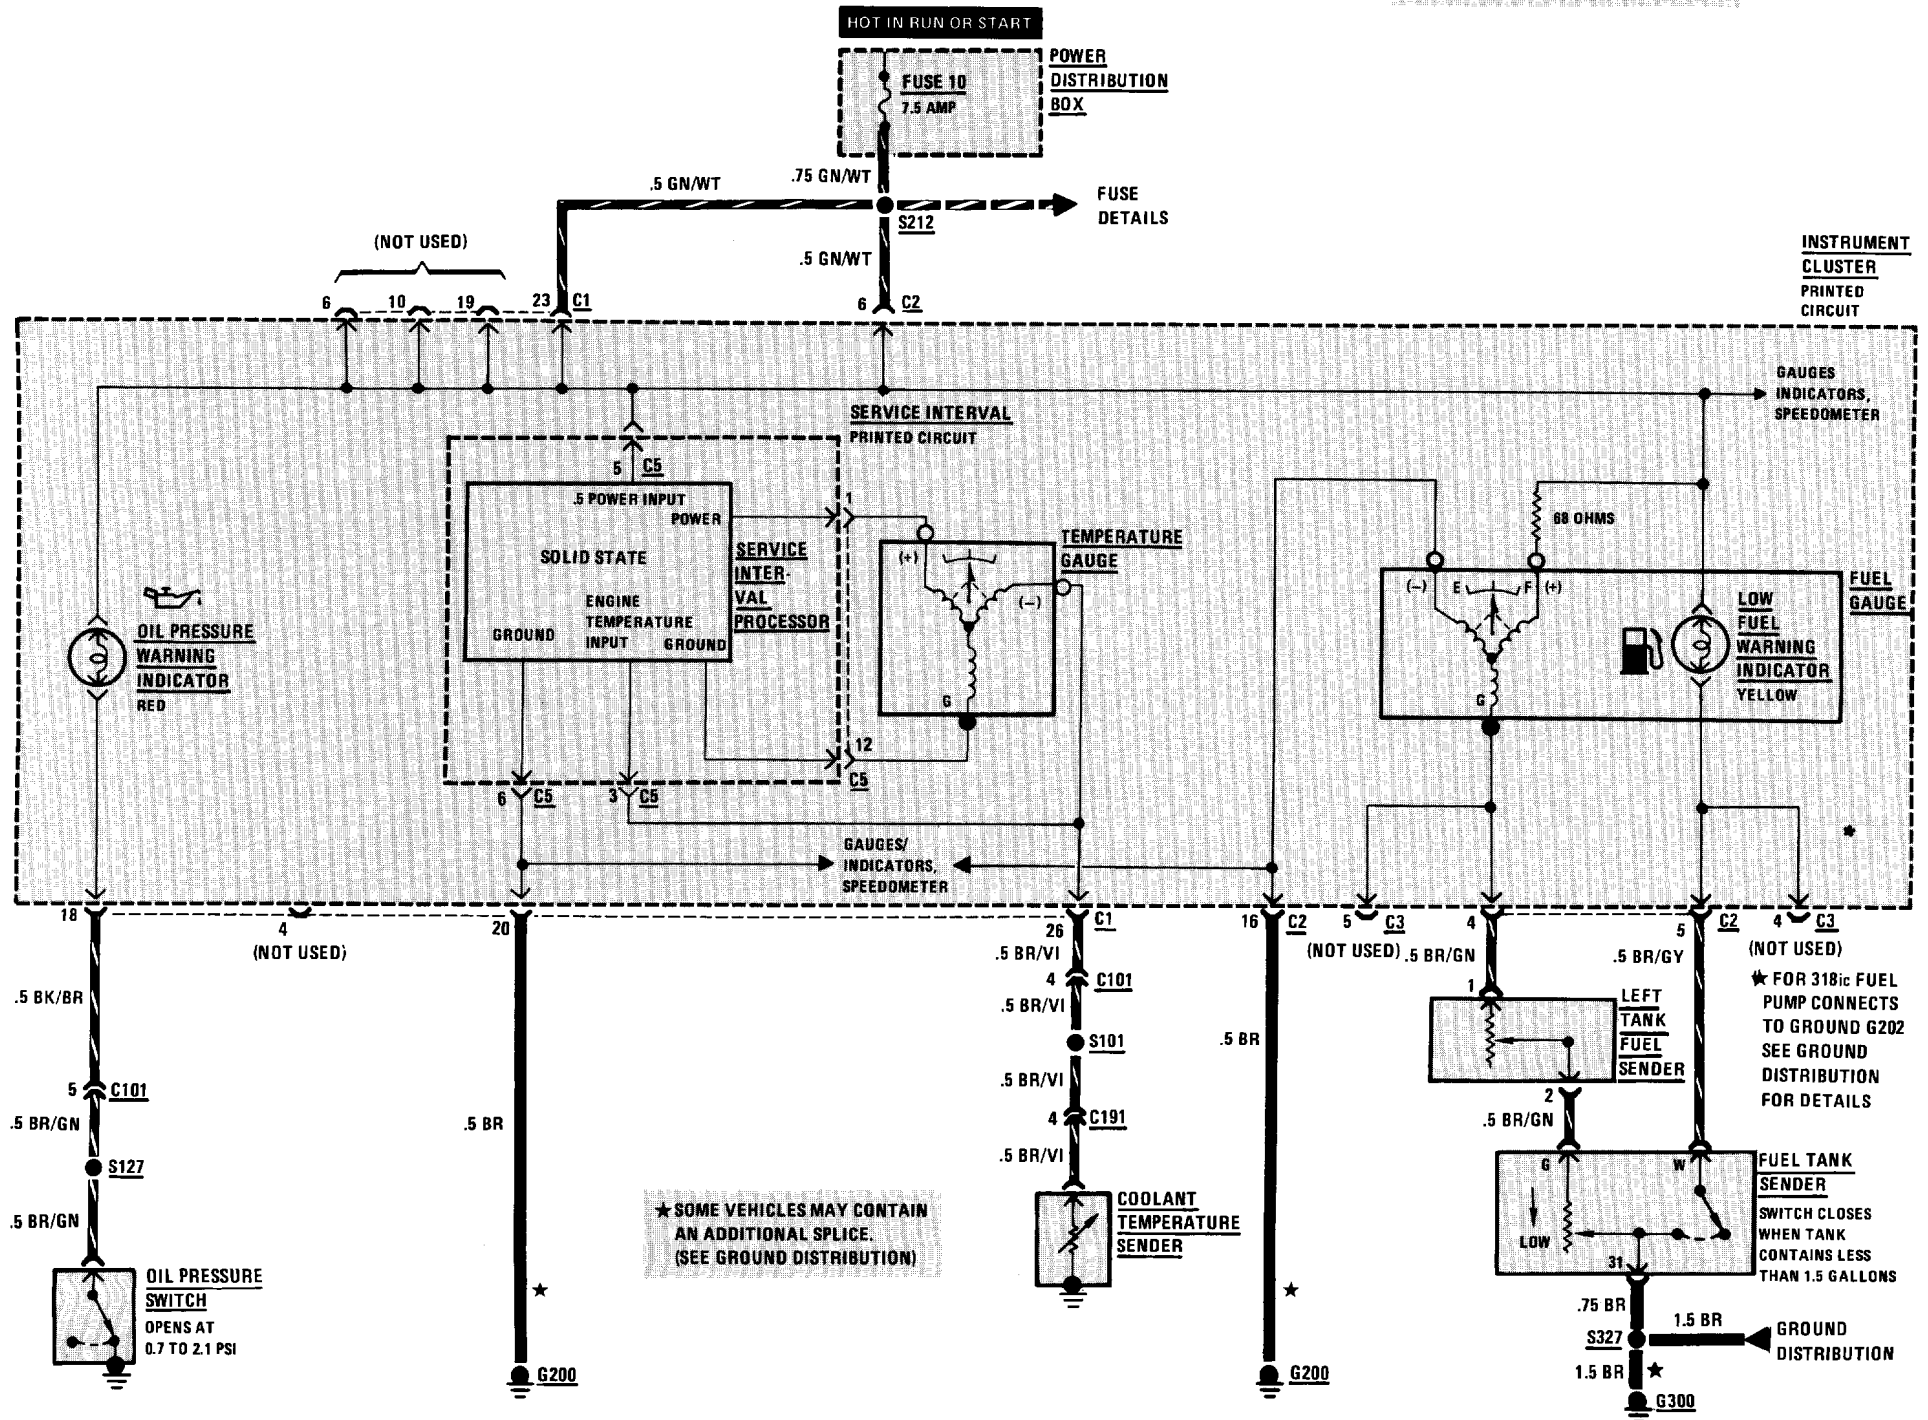 HOT IN RUN OR START
POWER
DISTRIBUTION
BOX
FUSE 10
7.5 AMP
.75 GN/WT
.5 GN/WT
S212
FUSE
DETAILS
.5 GN/WT
(NOT USED)
6
10
19
23
C1
6
C2
INSTRUMENT
CLUSTER
PRINTED
CIRCUIT
GAUGES
INDICATORS,
SPEEDOMETER
SERVICE INTERVAL
PRINTED CIRCUIT
5
C5
.5 POWER INPUT
POWER
SOLID STATE
ENGINE
TEMPERATURE
INPUT
GROUND
GROUND
SERVICE
INTER-
VAL
PROCESSOR
1
(+)
(−)
G
TEMPERATURE
GAUGE
12
C5
6
C5
3
C5
68 OHMS
(−)
E
F
(+)
G
FUEL
GAUGE
LOW
FUEL
WARNING
INDICATOR
YELLOW
OIL PRESSURE
WARNING
INDICATOR
RED
GAUGES/
INDICATORS,
SPEEDOMETER
★
18
4
(NOT USED)
20
26
C1
16
C2
5
C3
(NOT USED)
4
5
C2
4
C3
(NOT USED)
.5 BK/BR
5
C101
.5 BR/GN
S127
.5 BR/GN
OIL PRESSURE
SWITCH
OPENS AT
0.7 TO 2.1 PSI
.5 BR
★
G200
.5 BR/VI
4
C101
.5 BR/VI
S101
.5 BR/VI
4
C191
.5 BR/VI
COOLANT
TEMPERATURE
SENDER
★ SOME VEHICLES MAY CONTAIN
AN ADDITIONAL SPLICE.
(SEE GROUND DISTRIBUTION)
.5 BR
★
G200
.5 BR/GN
1
LEFT
TANK
FUEL
SENDER
2
.5 BR/GN
.5 BR/GY
★ FOR 318ic FUEL
PUMP CONNECTS
TO GROUND G202
SEE GROUND
DISTRIBUTION
FOR DETAILS
G
W
LOW
31
FUEL TANK
SENDER
SWITCH CLOSES
WHEN TANK
CONTAINS LESS
THAN 1.5 GALLONS
.75 BR
S327
1.5 BR
GROUND
DISTRIBUTION
1.5 BR
★
G300